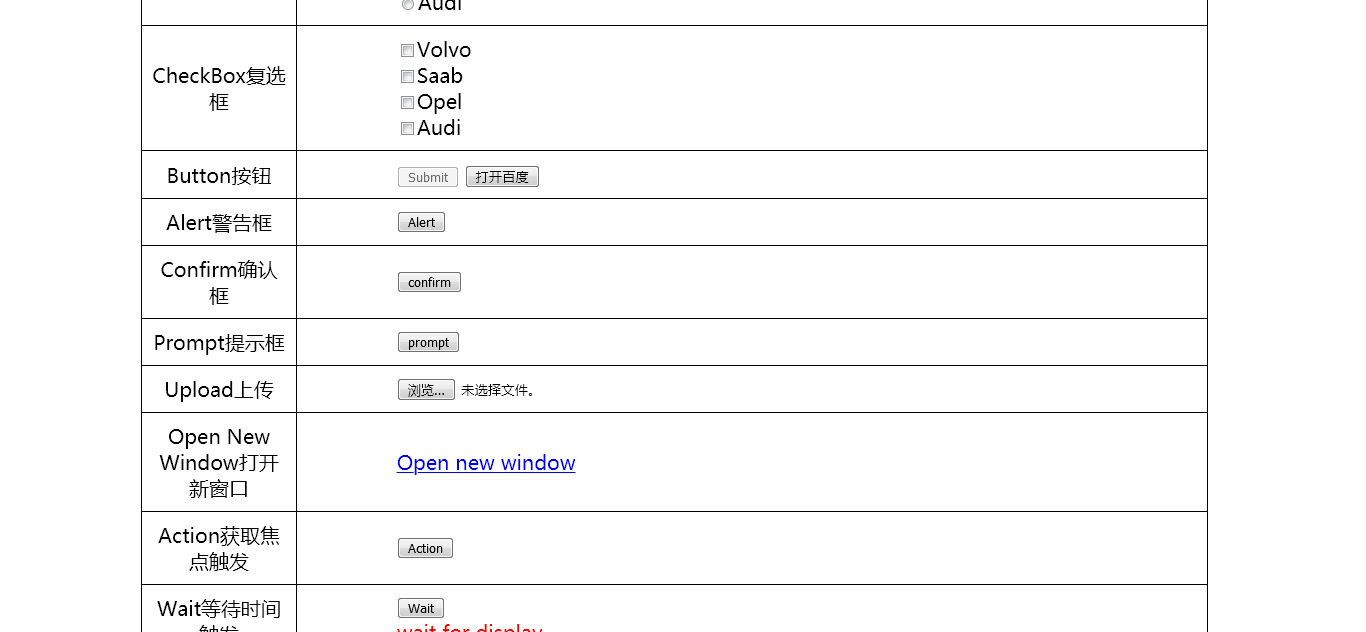 Audi
CheckBox复选
框
Volvo
Saab
Opel
Audi
Button按钮
Submit 打开百度
Alert警告框
Alert
Confirm确认
框
confirm
Prompt提示框
prompt
Upload上传
浏览... 未选择文件。
Open New
Window打开
新窗口
Open new window
Action获取焦
点触发
Action
Wait等待时间
触发
Wait
wait for display